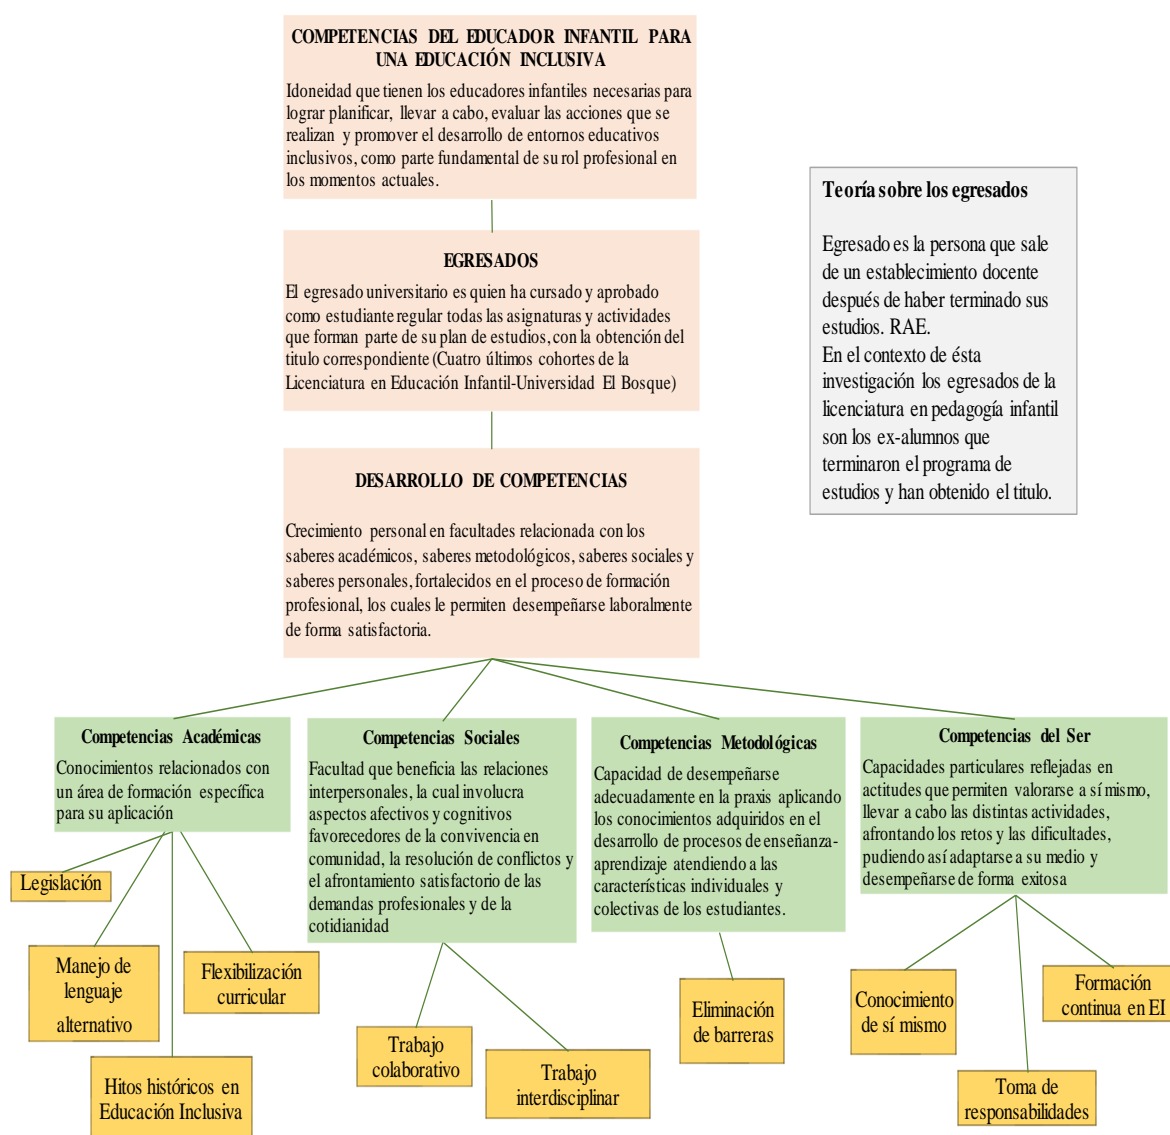 COMPETENCIAS DEL EDUCADOR INFANTIL PARA
UNA EDUCACIÓN INCLUSIVA
Idoneidad que tienen los educadores infantiles necesarias para
lograr planificar, llevar a cabo, evaluar las acciones que se
realizan y promover el desarrollo de entornos educativos
inclusivos, como parte fundamental de su rol profesional en
los momentos actuales.
Teoría sobre los egresados
Egresado es la persona que sale
de un establecimiento docente
después de haber terminado sus
estudios. RAE.
En el contexto de ésta
investigación los egresados de la
licenciatura en pedagogía infantil
son los ex-alumnos que
terminaron el programa de
estudios y han obtenido el titulo.
EGRESADOS
El egresado universitario es quien ha cursado y aprobado
como estudiante regular todas las asignaturas y actividades
que forman parte de su plan de estudios, con la obtención del
titulo correspondiente (Cuatro últimos cohortes de la
Licenciatura en Educación Infantil-Universidad El Bosque)
DESARROLLO DE COMPETENCIAS
Crecimiento personal en facultades relacionada con los
saberes académicos, saberes metodológicos, saberes sociales y
saberes personales, fortalecidos en el proceso de formación
profesional, los cuales le permiten desempeñarse laboralmente
de forma satisfactoria.
Competencias Académicas
Conocimientos relacionados con
un área de formación específica
para su aplicación
Competencias Sociales
Facultad que beneficia las relaciones
interpersonales, la cual involucra
aspectos afectivos y cognitivos
favorecedores de la convivencia en
comunidad, la resolución de conflictos y
el afrontamiento satisfactorio de las
demandas profesionales y de la
cotidianidad
Competencias Metodológicas
Capacidad de desempeñarse
adecuadamente en la praxis aplicando
los conocimientos adquiridos en el
desarrollo de procesos de enseñanza-
aprendizaje atendiendo a las
características individuales y
colectivas de los estudiantes.
Competencias del Ser
Capacidades particulares reflejadas en
actitudes que permiten valorarse a sí mismo,
llevar a cabo las distintas actividades,
afrontando los retos y las dificultades,
pudiendo así adaptarse a su medio y
desempeñarse de forma exitosa
Legislación
Manejo de
lenguaje
alternativo
Flexibilización
curricular
Hitos históricos en
Educación Inclusiva
Trabajo
colaborativo
Trabajo
interdisciplinar
Eliminación
de barreras
Conocimiento
de sí mismo
Formación
continua en EI
Toma de
responsabilidades